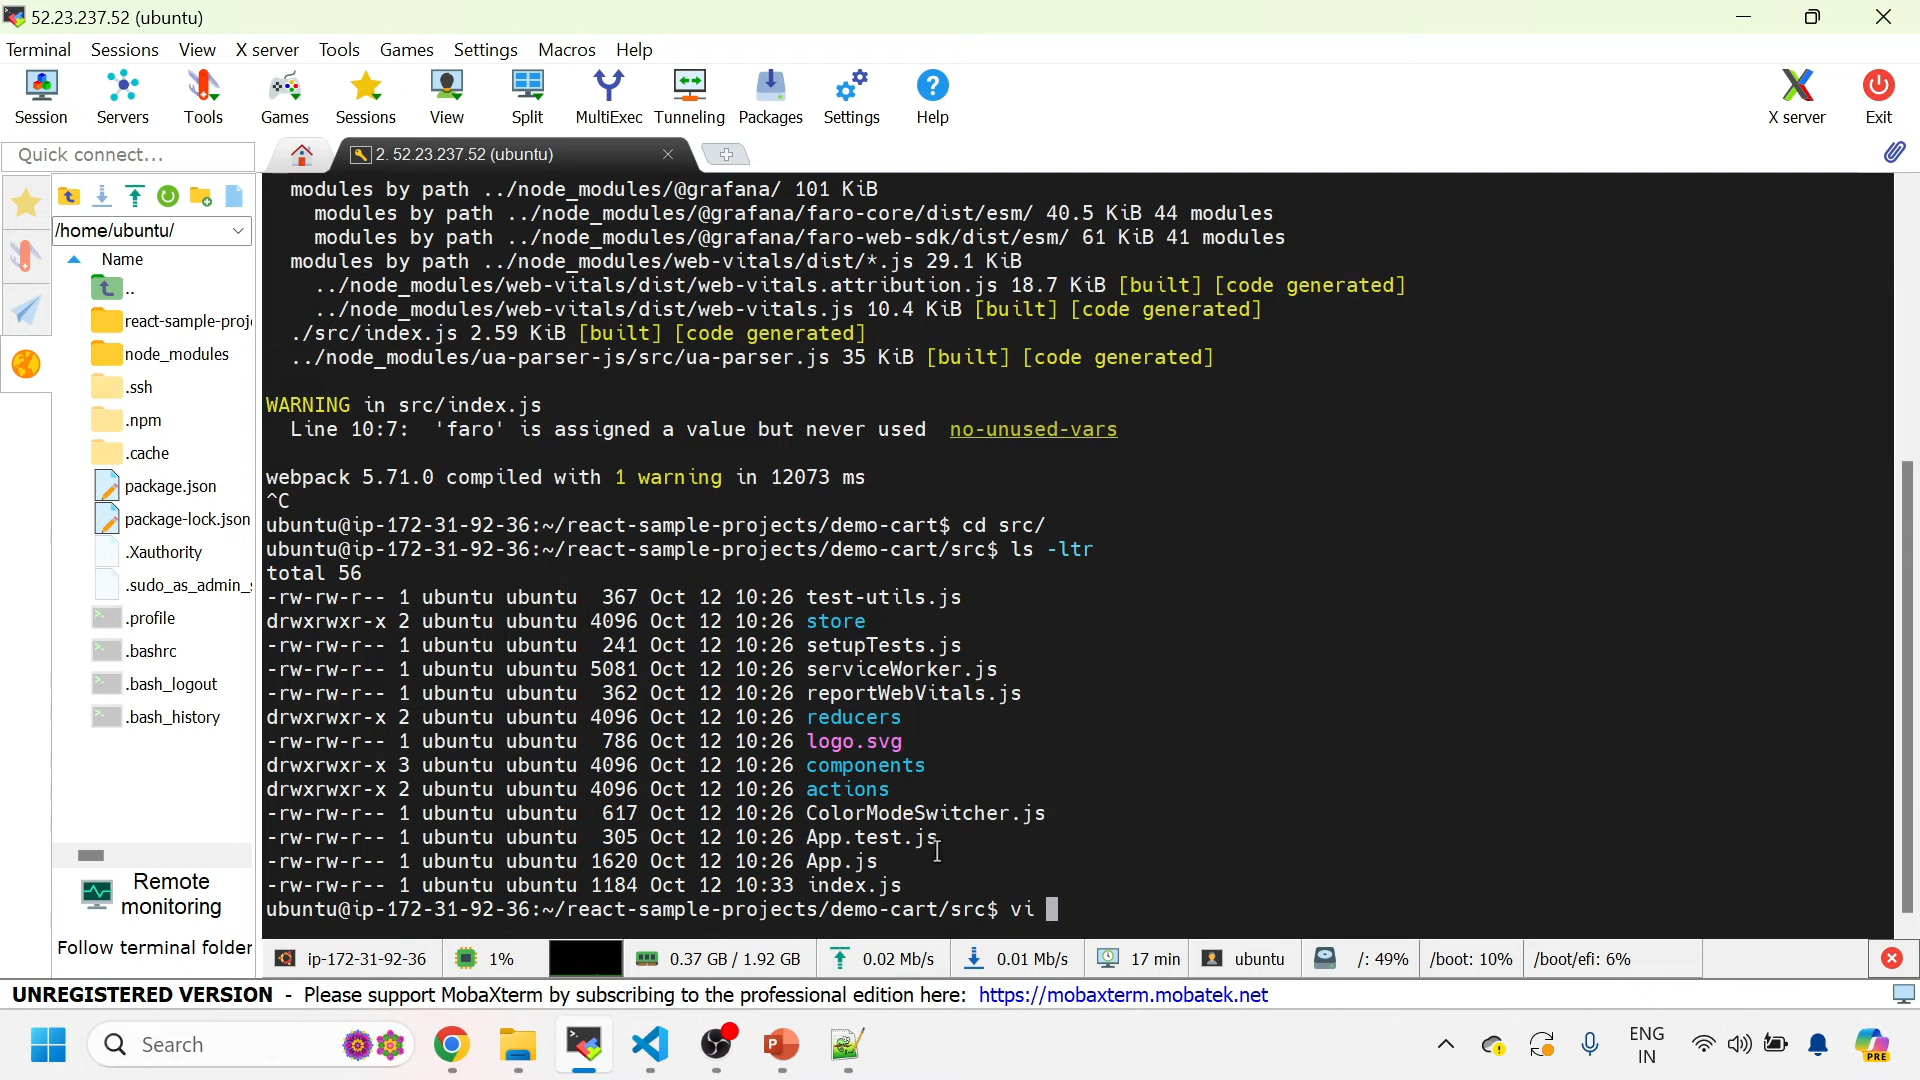 52.23.237.52 (ubuntu)
Terminal Sessions View X server Tools Games Settings Macros Help
Session Servers Tools Games Sessions View Split MultiExec Tunneling Packages Settings Help X server Exit
Quick connect...
2. 52.23.237.52 (ubuntu)
/home/ubuntu/
Name
..
react-sample-proj
node_modules
.ssh
.npm
.cache
package.json
package-lock.json
.Xauthority
.sudo_as_admin_
.profile
.bashrc
.bash_logout
.bash_history
Remote
monitoring
Follow terminal folder
modules by path ../node_modules/@grafana/ 101 KiB
modules by path ../node_modules/@grafana/faro-core/dist/esm/ 40.5 KiB 44 modules
modules by path ../node_modules/@grafana/faro-web-sdk/dist/esm/ 61 KiB 41 modules
modules by path ../node_modules/web-vitals/dist/*.js 29.1 KiB
../node_modules/web-vitals/dist/web-vitals.attribution.js 18.7 KiB [built] [code generated]
../node_modules/web-vitals/dist/web-vitals.js 10.4 KiB [built] [code generated]
./src/index.js 2.59 KiB [built] [code generated]
../node_modules/ua-parser-js/src/ua-parser.js 35 KiB [built] [code generated]
WARNING in src/index.js
Line 10:7: 'faro' is assigned a value but never used no-unused-vars
webpack 5.71.0 compiled with 1 warning in 12073 ms
^C
ubuntu@ip-172-31-92-36:~/react-sample-projects/demo-cart$ cd src/
ubuntu@ip-172-31-92-36:~/react-sample-projects/demo-cart/src$ ls -ltr
total 56
-rw-rw-r-- 1 ubuntu ubuntu 367 Oct 12 10:26 test-utils.js
drwxrwxr-x 2 ubuntu ubuntu 4096 Oct 12 10:26 store
-rw-rw-r-- 1 ubuntu ubuntu 241 Oct 12 10:26 setupTests.js
-rw-rw-r-- 1 ubuntu ubuntu 5081 Oct 12 10:26 serviceWorker.js
-rw-rw-r-- 1 ubuntu ubuntu 362 Oct 12 10:26 reportWebVitals.js
drwxrwxr-x 2 ubuntu ubuntu 4096 Oct 12 10:26 reducers
-rw-rw-r-- 1 ubuntu ubuntu 786 Oct 12 10:26 logo.svg
drwxrwxr-x 3 ubuntu ubuntu 4096 Oct 12 10:26 components
drwxrwxr-x 2 ubuntu ubuntu 4096 Oct 12 10:26 actions
-rw-rw-r-- 1 ubuntu ubuntu 617 Oct 12 10:26 ColorModeSwitcher.js
-rw-rw-r-- 1 ubuntu ubuntu 305 Oct 12 10:26 App.test.js
-rw-rw-r-- 1 ubuntu ubuntu 1620 Oct 12 10:26 App.js
-rw-rw-r-- 1 ubuntu ubuntu 1184 Oct 12 10:33 index.js
ubuntu@ip-172-31-92-36:~/react-sample-projects/demo-cart/src$ vi
ip-172-31-92-36 1% 0.37 GB / 1.92 GB 0.02 Mb/s 0.01 Mb/s 17 min ubuntu /: 49% /boot: 10% /boot/efi: 6%
UNREGISTERED VERSION - Please support MobaXterm by subscribing to the professional edition here: https://mobaxterm.mobatek.net
Search
ENG
IN
PRE